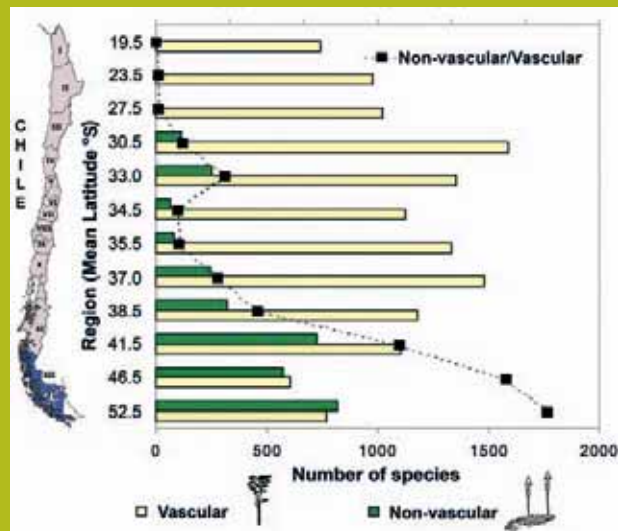 CHILE
Non-vascular/Vascular
Region (Mean Latitude °S)
19.5
23.5
27.5
30.5
33.0
34.5
35.5
37.0
38.5
41.5
46.5
52.5
0 500 1000 1500 2000
Number of species
Vascular
Non-vascular